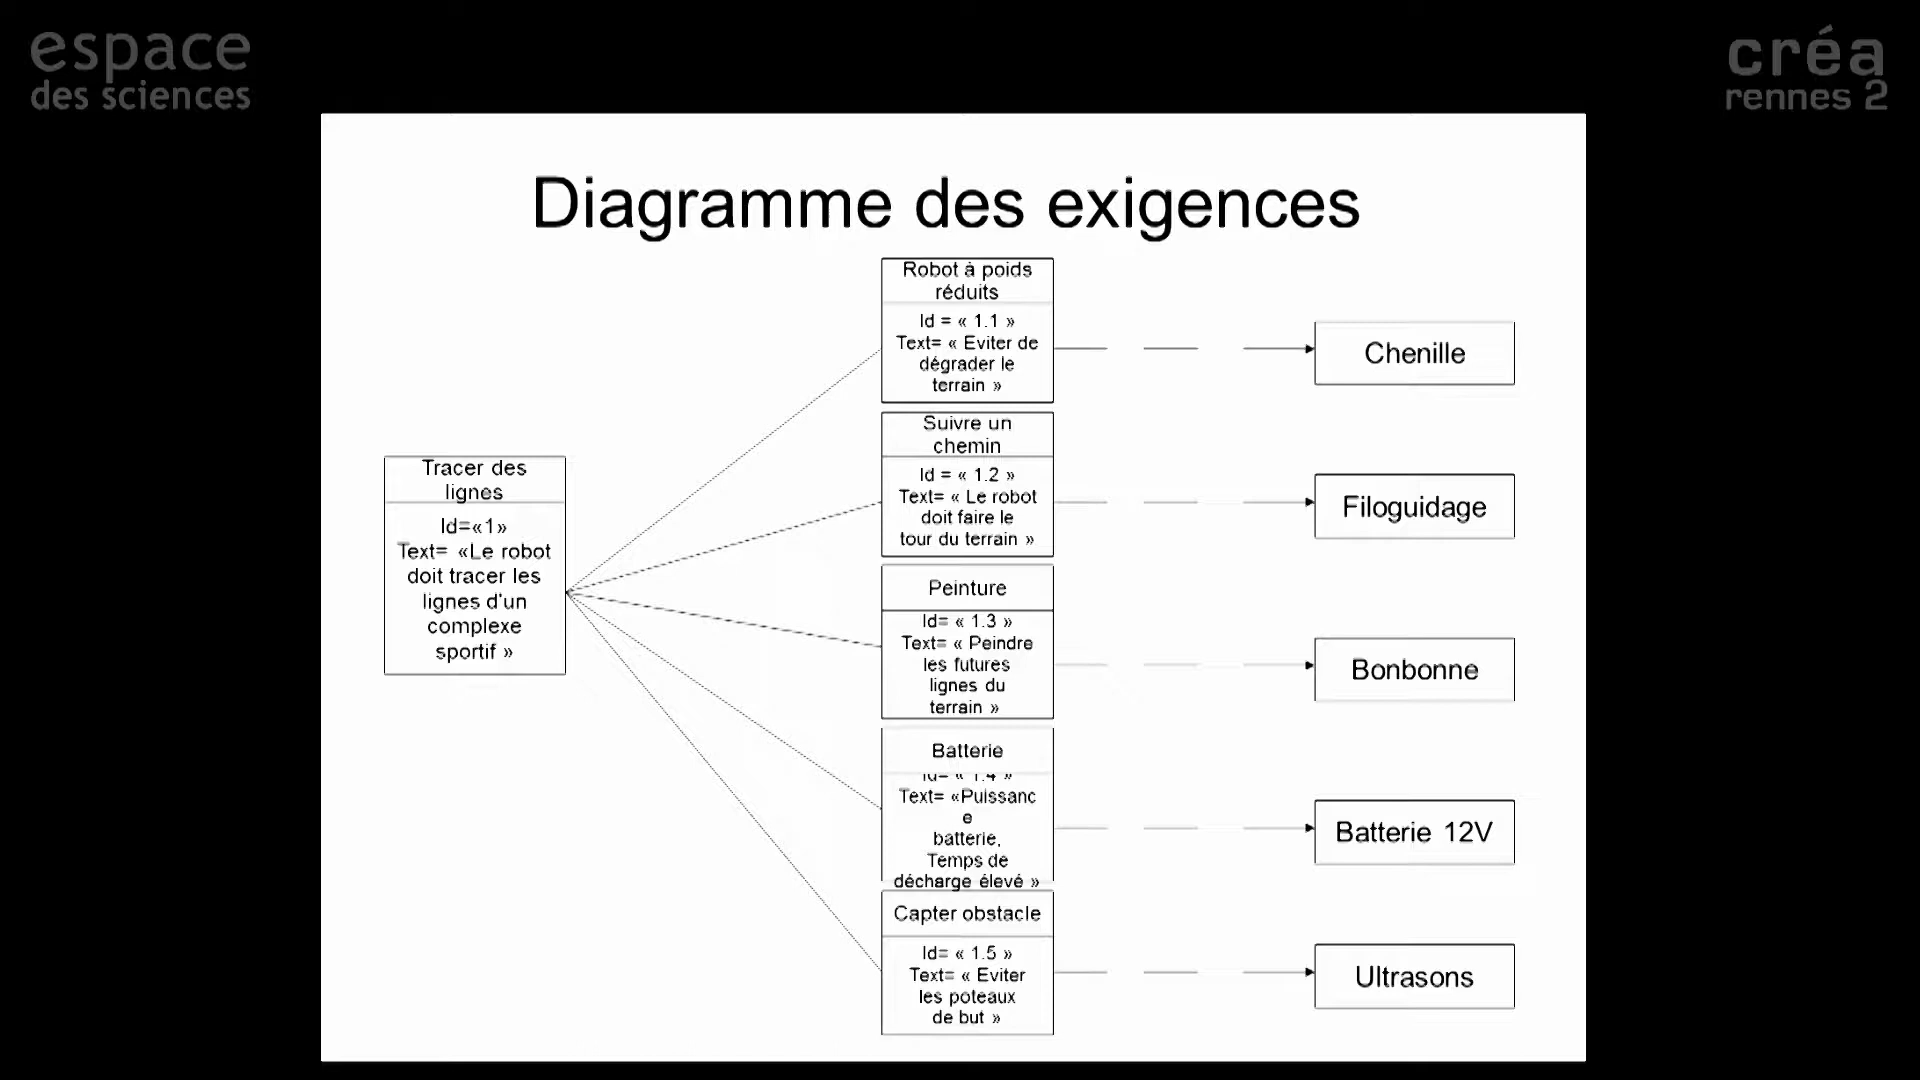 espace
des sciences
créa
rennes 2
Diagramme des exigences
Tracer des
lignes
Id=«1»
Text= «Le robot
doit tracer les
lignes d'un
complexe
sportif »
Robot à poids
réduits
Id = « 1.1 »
Text= « Eviter de
dégrader le
terrain »
Chenille
Suivre un
chemin
Id = « 1.2 »
Text= « Le robot
doit faire le
tour du terrain »
Filoguidage
Peinture
Id= « 1.3 »
Text= « Peindre
les futures
lignes du
terrain »
Bonbonne
Batterie
Id= « 1.4 »
Text= «Puissanc
e
batterie,
Temps de
décharge élevé »
Batterie 12V
Capter obstacle
Id= « 1.5 »
Text= « Eviter
les poteaux
de but »
Ultrasons